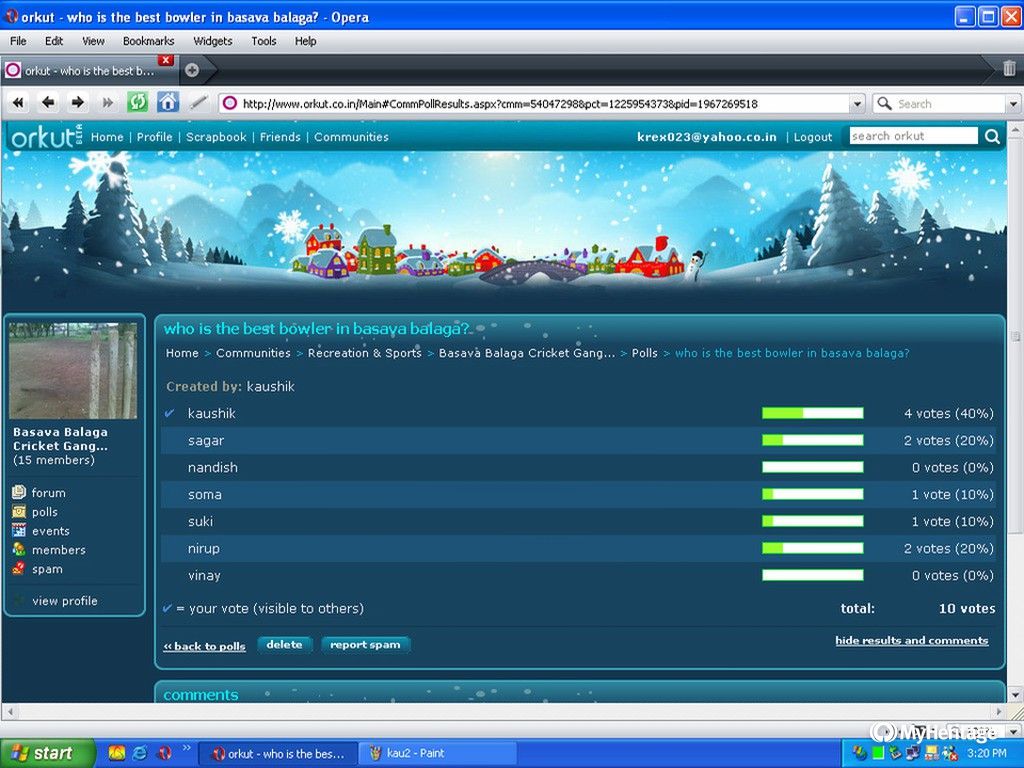 orkut - who is the best bowler in basava balaga? - Opera
File Edit View Bookmarks Widgets Tools Help
orkut - who is the best b...
http://www.orkut.co.in/Main#CommPollResults.aspx?cmm=54047298&pct=1225954373&pid=1967269518
Search
orkut BETA
Home | Profile | Scrapbook | Friends | Communities
krex023@yahoo.co.in | Logout
search orkut
who is the best bowler in basava balaga?
Home > Communities > Recreation & Sports > Basava Balaga Cricket Gang... > Polls > who is the best bowler in basava balaga?
Basava Balaga
Cricket Gang...
(15 members)
forum
polls
events
members
spam
view profile
Created by: kaushik
kaushik 4 votes (40%)
sagar 2 votes (20%)
nandish 0 votes (0%)
soma 1 vote (10%)
suki 1 vote (10%)
nirup 2 votes (20%)
vinay 0 votes (0%)
= your vote (visible to others) total: 10 votes
‹‹ back to polls delete report spam hide results and comments
comments
MyHeritage
start
orkut - who is the bes...
kau2 - Paint
3:20 PM